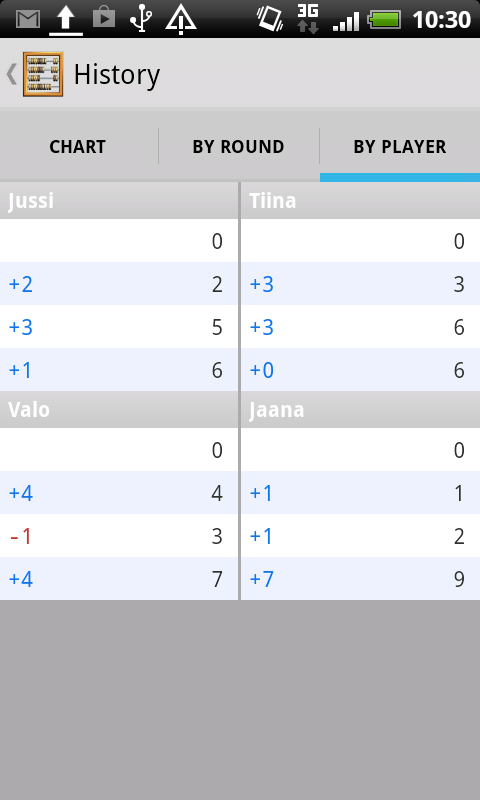 3G 10:30
History
CHART BY ROUND BY PLAYER
Jussi Tiina
0 0
+2 2 +3 3
+3 5 +3 6
+1 6 +0 6
Valo Jaana
0 0
+4 4 +1 1
-1 3 +1 2
+4 7 +7 9